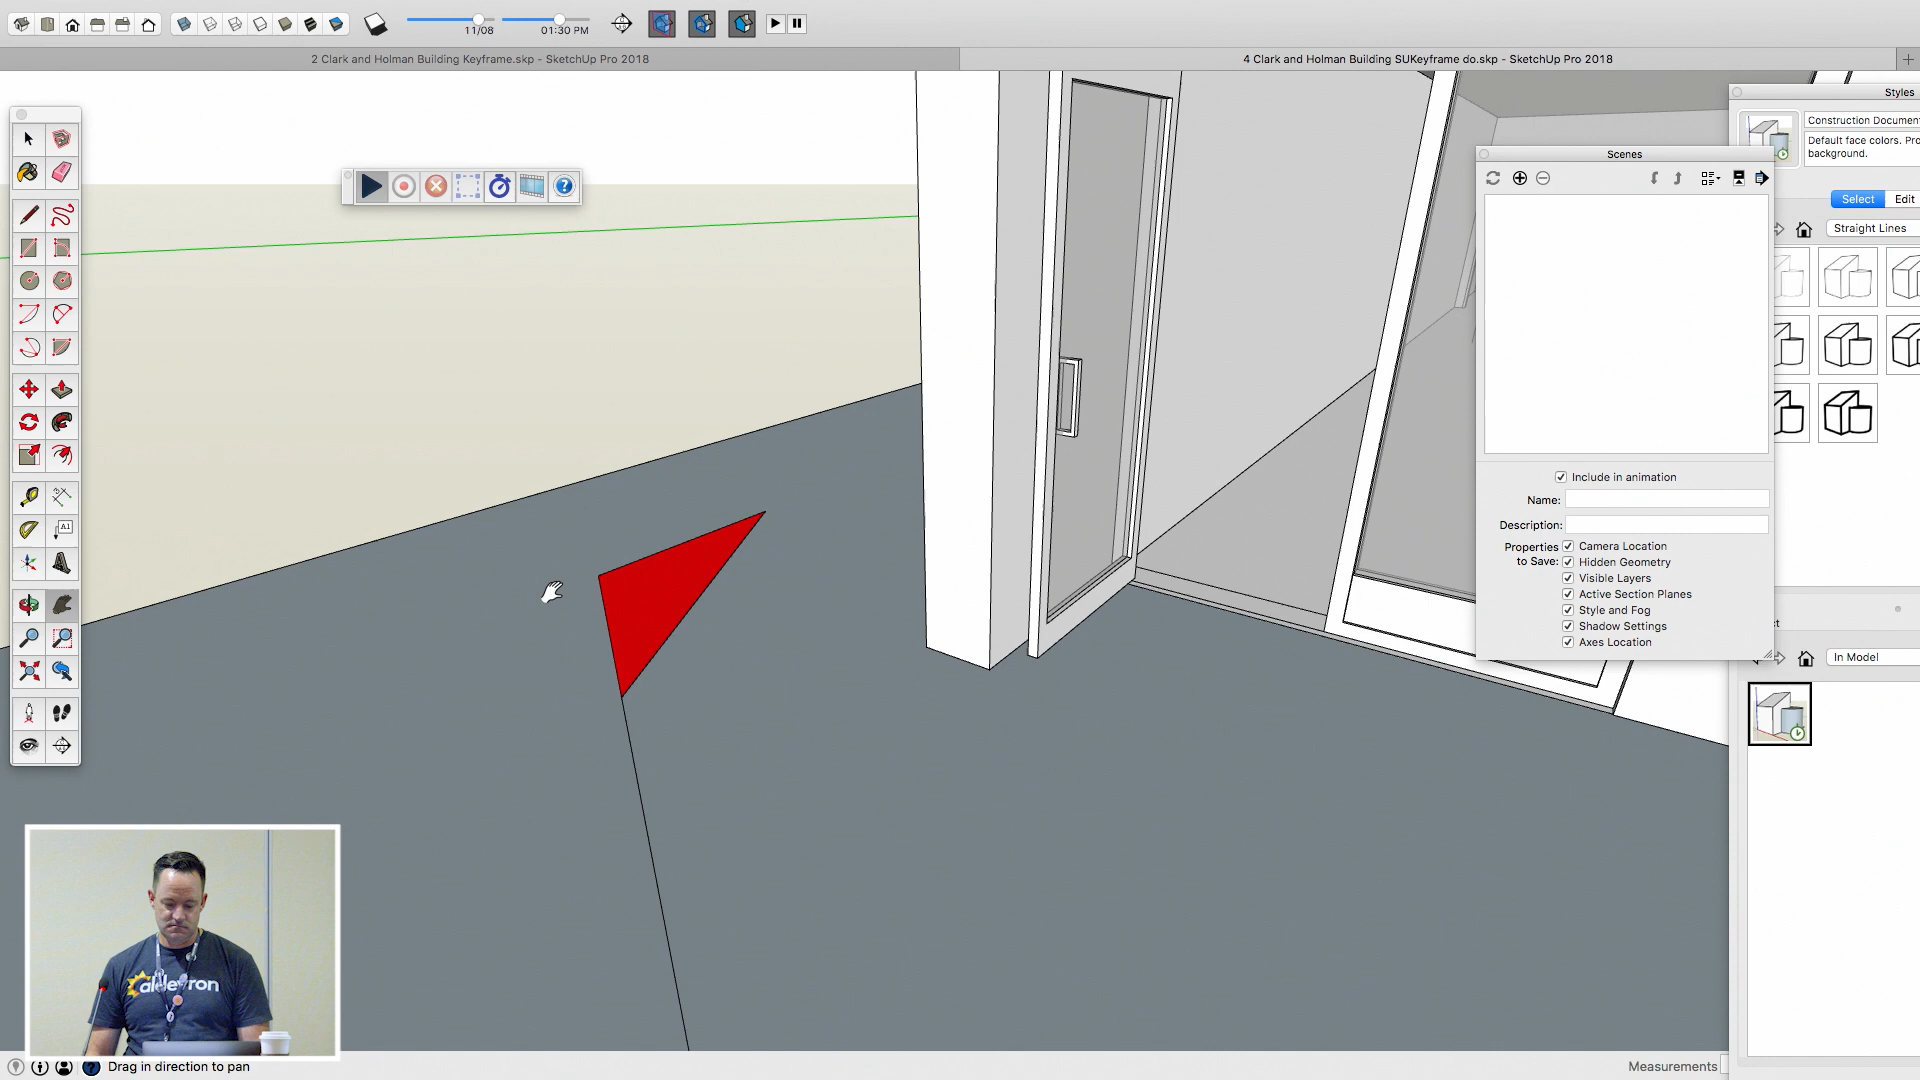 11/08
01:30 PM
2 Clark and Holman Building Keyframe.skp - SketchUp Pro 2018
4 Clark and Holman Building SUKeyframe do.skp - SketchUp Pro 2018
Styles
Construction Document
Default face colors. Pro
background.
Scenes
Select
Edit
Straight Lines
Include in animation
Name:
Description:
Properties
to Save:
Camera Location
Hidden Geometry
Visible Layers
Active Section Planes
Style and Fog
Shadow Settings
Axes Location
In Model
A1
Drag in direction to pan
Measurements